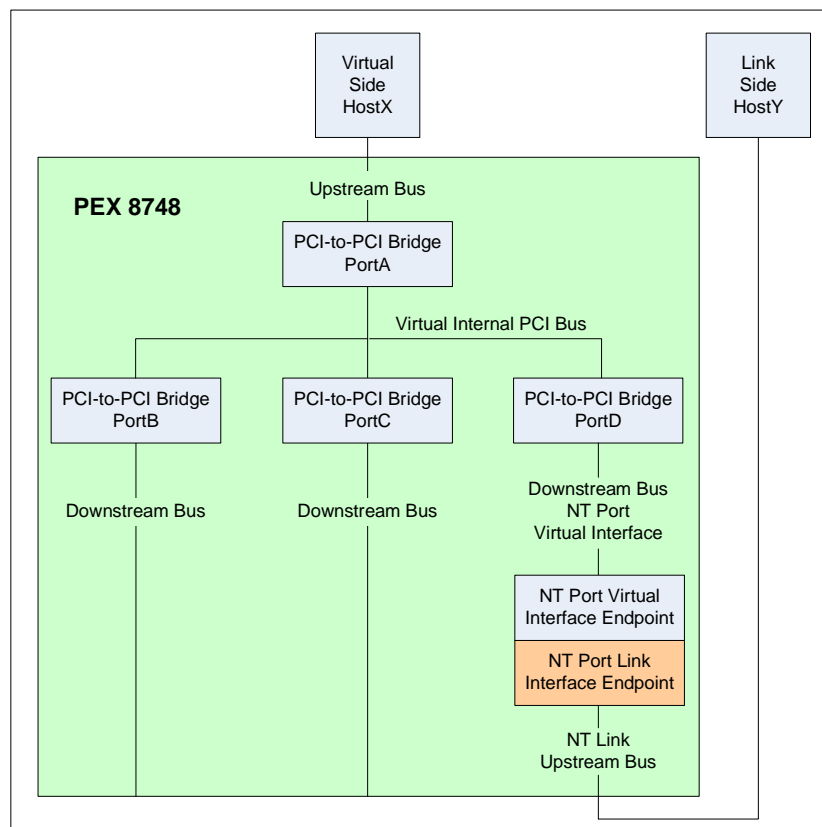 Virtual
Side
HostX
Link
Side
HostY
Upstream Bus
PEX 8748
PCI-to-PCI Bridge
PortA
Virtual Internal PCI Bus
PCI-to-PCI Bridge
PortB
PCI-to-PCI Bridge
PortC
PCI-to-PCI Bridge
PortD
Downstream Bus
Downstream Bus
Downstream Bus
NT Port
Virtual Interface
NT Port Virtual
Interface Endpoint
NT Port Link
Interface Endpoint
NT Link
Upstream Bus